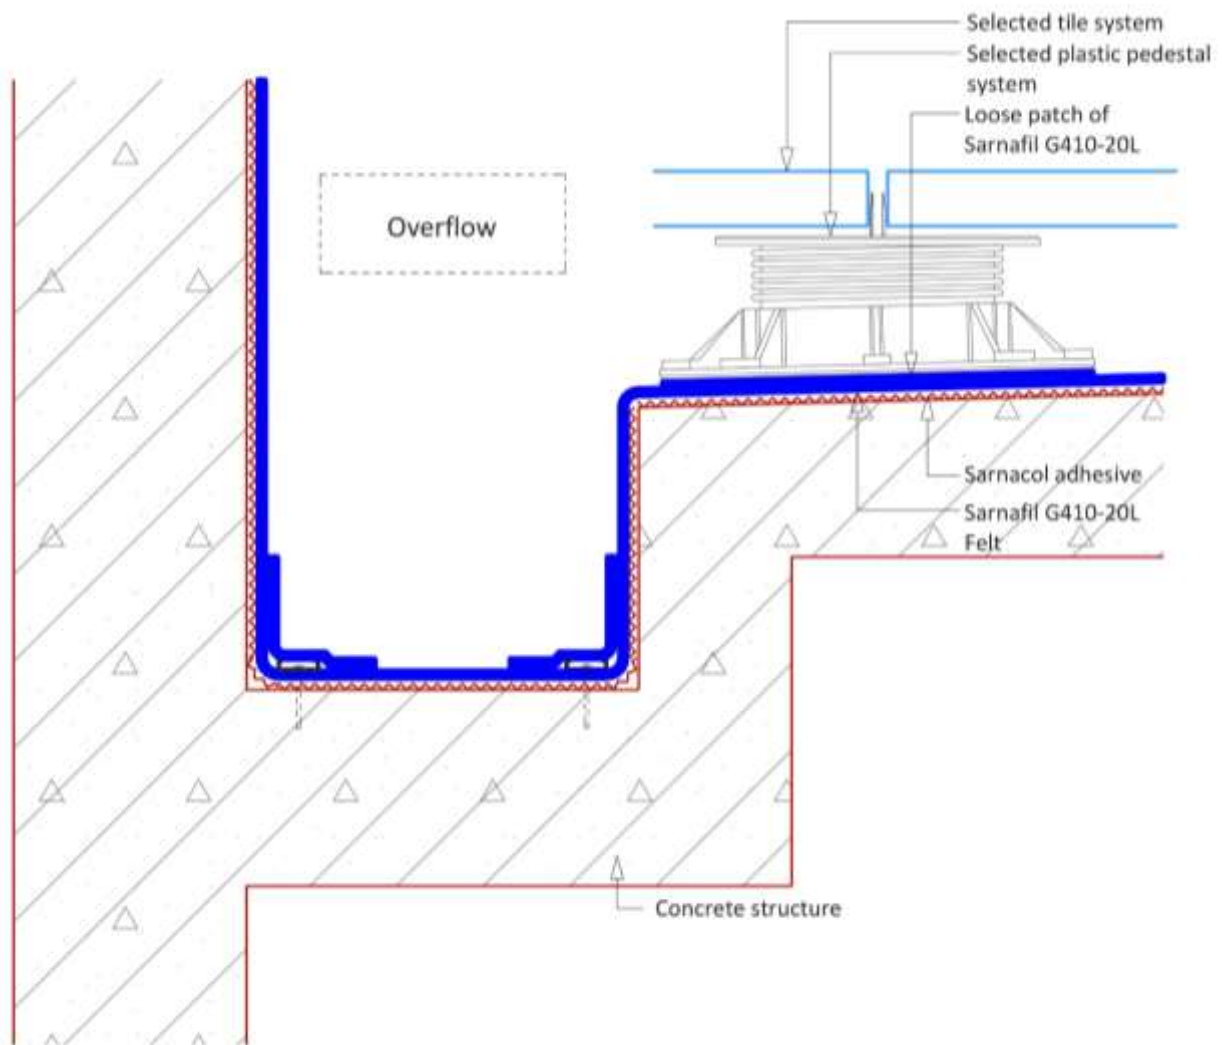 Selected tile system
Selected plastic pedestal
system
Loose patch of
Sarnafil G410-20L
Overflow
Sarnacol adhesive
Sarnafil G410-20L
Felt
Concrete structure